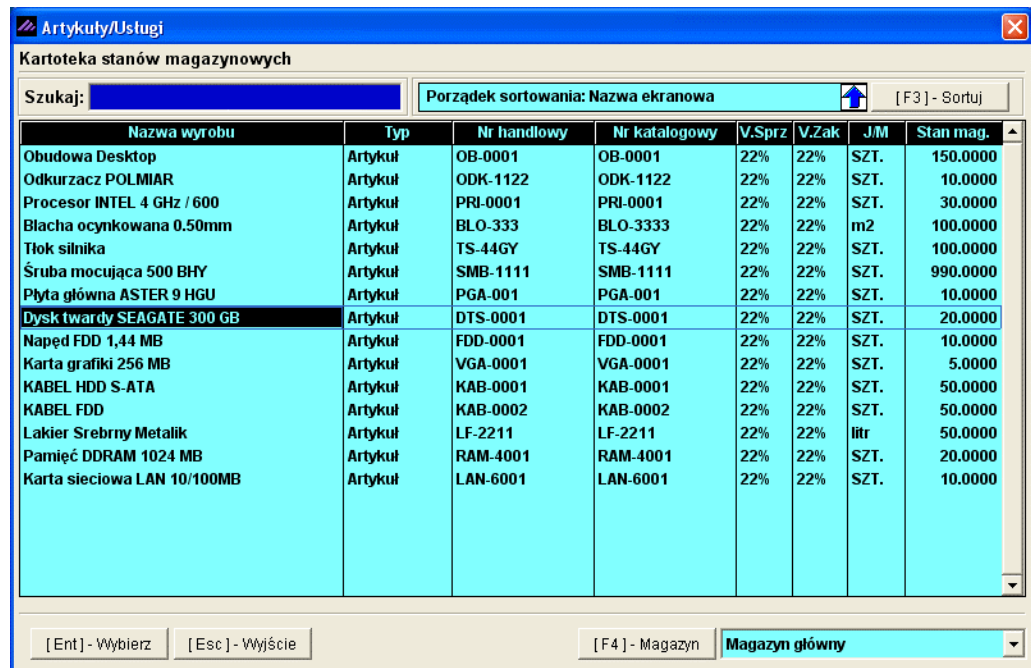 Artykuły/Usługi
Kartoteka stanów magazynowych
Szukaj: Porządek sortowania: Nazwa ekranowa [ F3 ] - Sortuj
Nazwa wyrobu Typ Nr handlowy Nr katalogowy V.Sprz V.Zak J/M Stan mag.
Obudowa Desktop Artykuł OB-0001 OB-0001 22% 22% SZT. 150.0000
Odkurzacz POLMIAR Artykuł ODK-1122 ODK-1122 22% 22% SZT. 10.0000
Procesor INTEL 4 GHz / 600 Artykuł PRI-0001 PRI-0001 22% 22% SZT. 30.0000
Blacha ocynkowana 0.50mm Artykuł BLO-333 BLO-3333 22% 22% m2 100.0000
Tłok silnika Artykuł TS-44GY TS-44GY 22% 22% SZT. 100.0000
Śruba mocująca 500 BHY Artykuł SMB-1111 SMB-1111 22% 22% SZT. 990.0000
Płyta główna ASTER 9 HGU Artykuł PGA-001 PGA-001 22% 22% SZT. 10.0000
Dysk twardy SEAGATE 300 GB Artykuł DTS-0001 DTS-0001 22% 22% SZT. 20.0000
Napęd FDD 1,44 MB Artykuł FDD-0001 FDD-0001 22% 22% SZT. 10.0000
Karta grafiki 256 MB Artykuł VGA-0001 VGA-0001 22% 22% SZT. 5.0000
KABEL HDD S-ATA Artykuł KAB-0001 KAB-0001 22% 22% SZT. 50.0000
KABEL FDD Artykuł KAB-0002 KAB-0002 22% 22% SZT. 50.0000
Lakier Srebrny Metalik Artykuł LF-2211 LF-2211 22% 22% litr 50.0000
Pamięć DDRAM 1024 MB Artykuł RAM-4001 RAM-4001 22% 22% SZT. 20.0000
Karta sieciowa LAN 10/100MB Artykuł LAN-6001 LAN-6001 22% 22% SZT. 10.0000
[ Ent ] - Wybierz [ Esc ] - Wyjście [ F4 ] - Magazyn Magazyn główny